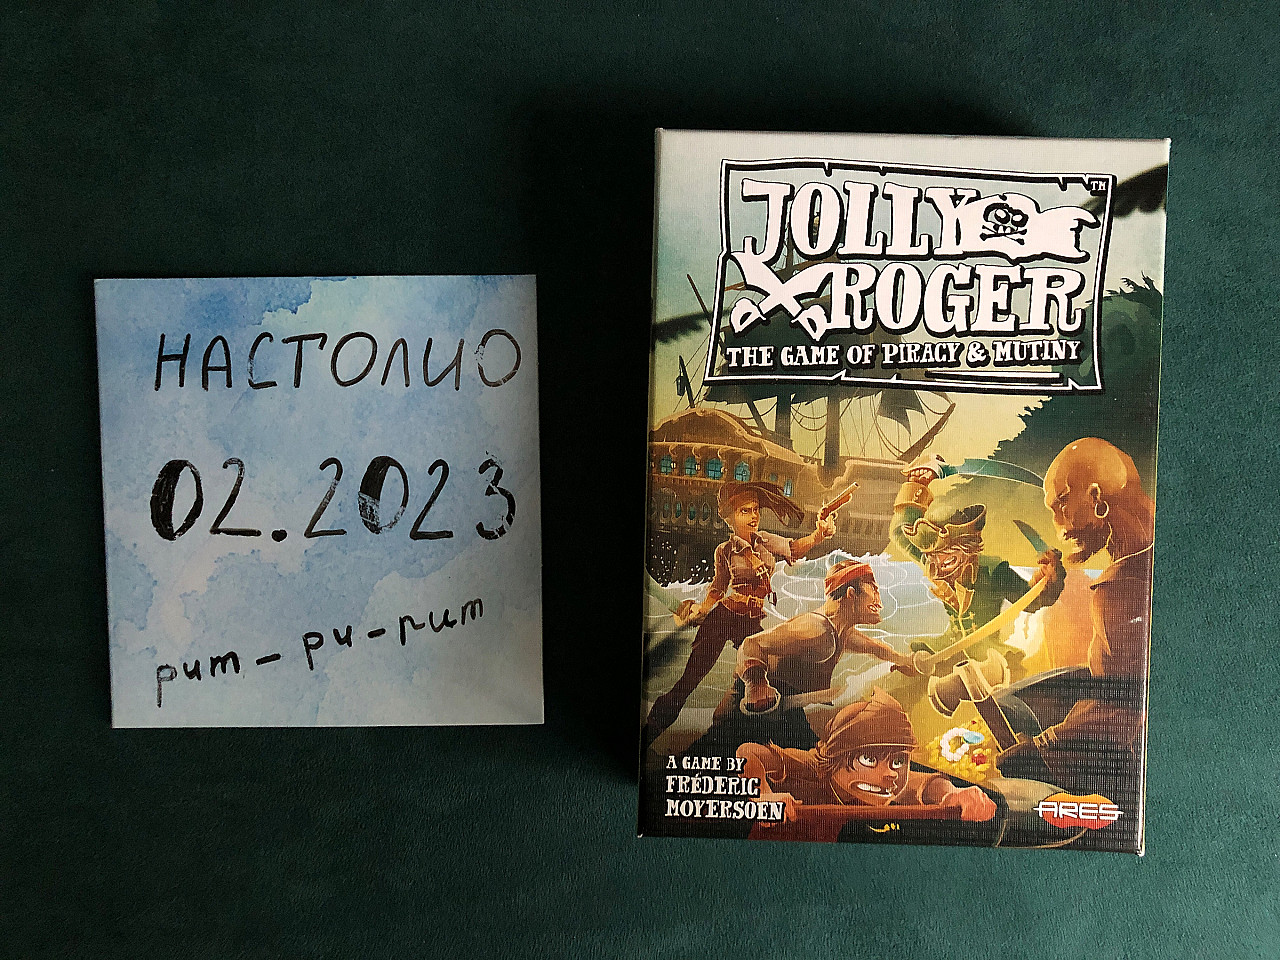 НАСТОЛИО
02.2023
рит-ри-рит
JOLLY
ROGER
TM
THE GAME OF PIRACY & MUTINY
A GAME BY
FRÉDERIC
MOYERSOEN
ARES